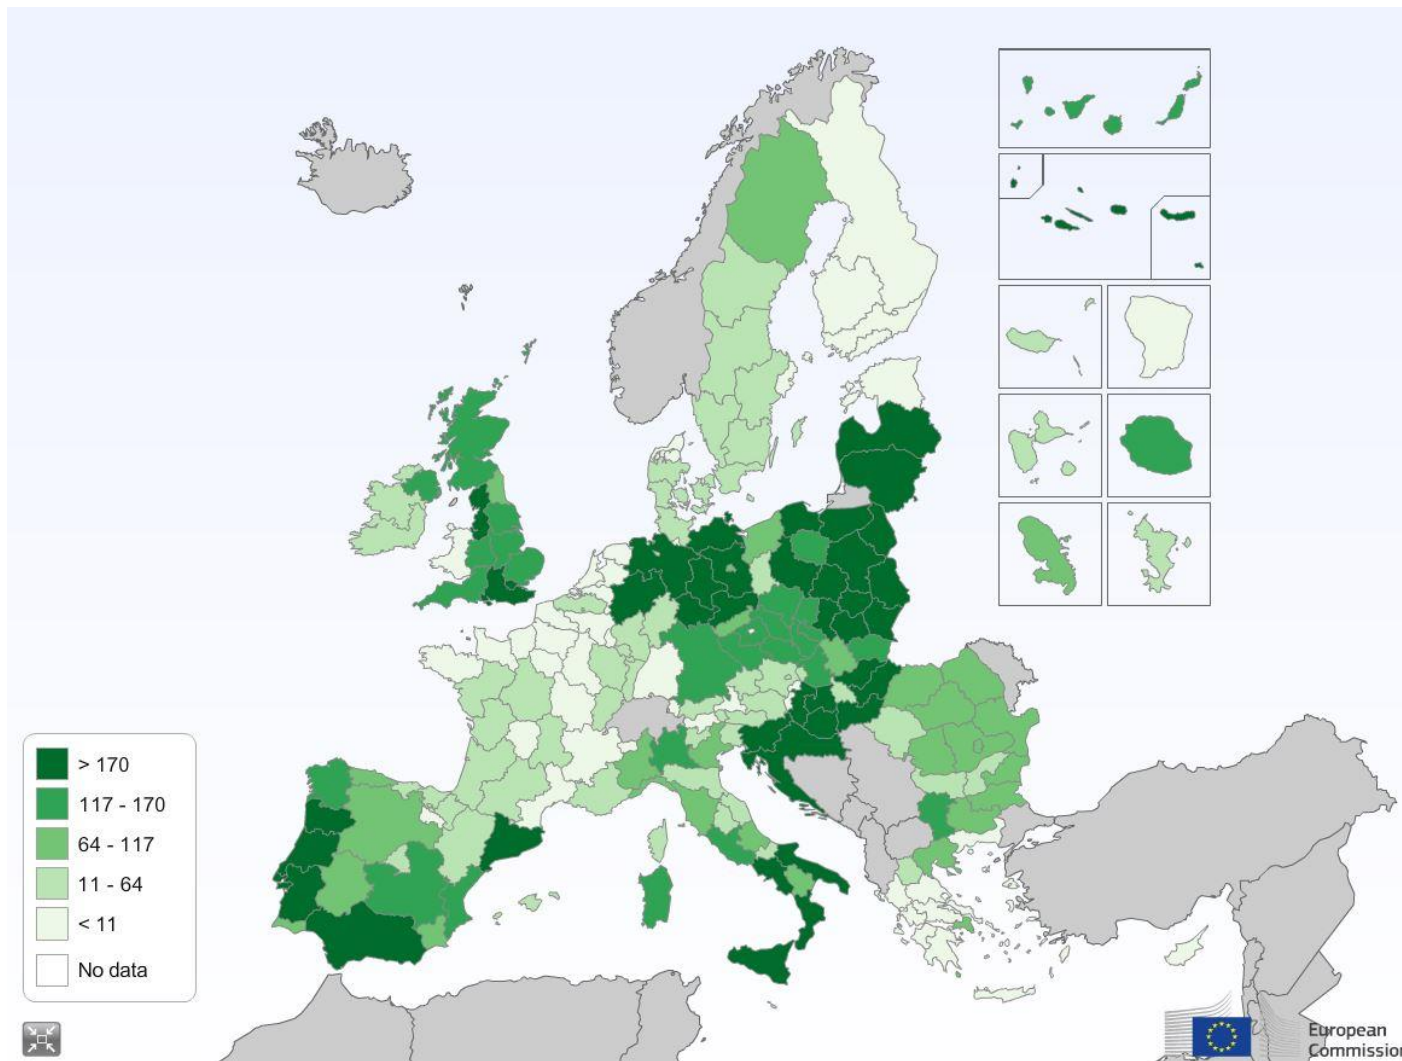 > 170
117 - 170
64 - 117
11 - 64
< 11
No data
European
Commission